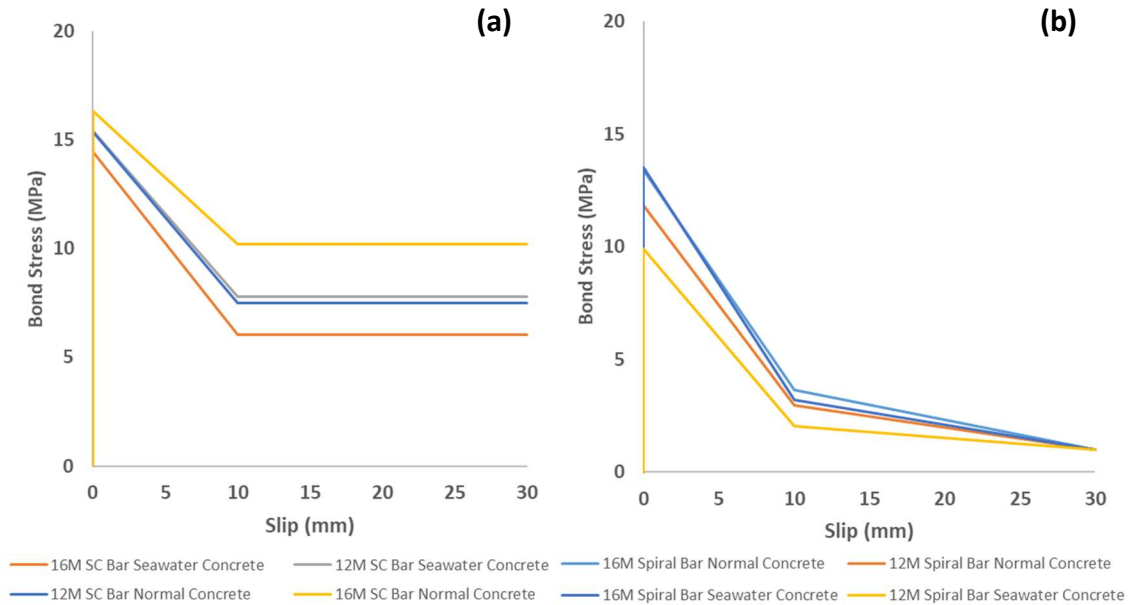 (a)
20
15
10
5
0
Bond Stress (MPa)
0 5 10 15 20 25 30
Slip (mm)
(b)
20
15
10
5
0
Bond Stress (MPa)
0 5 10 15 20 25 30
Slip (mm)
16M SC Bar Seawater Concrete
12M SC Bar Seawater Concrete
12M SC Bar Normal Concrete
16M SC Bar Normal Concrete
16M Spiral Bar Normal Concrete
12M Spiral Bar Normal Concrete
16M Spiral Bar Seawater Concrete
12M Spiral Bar Seawater Concrete